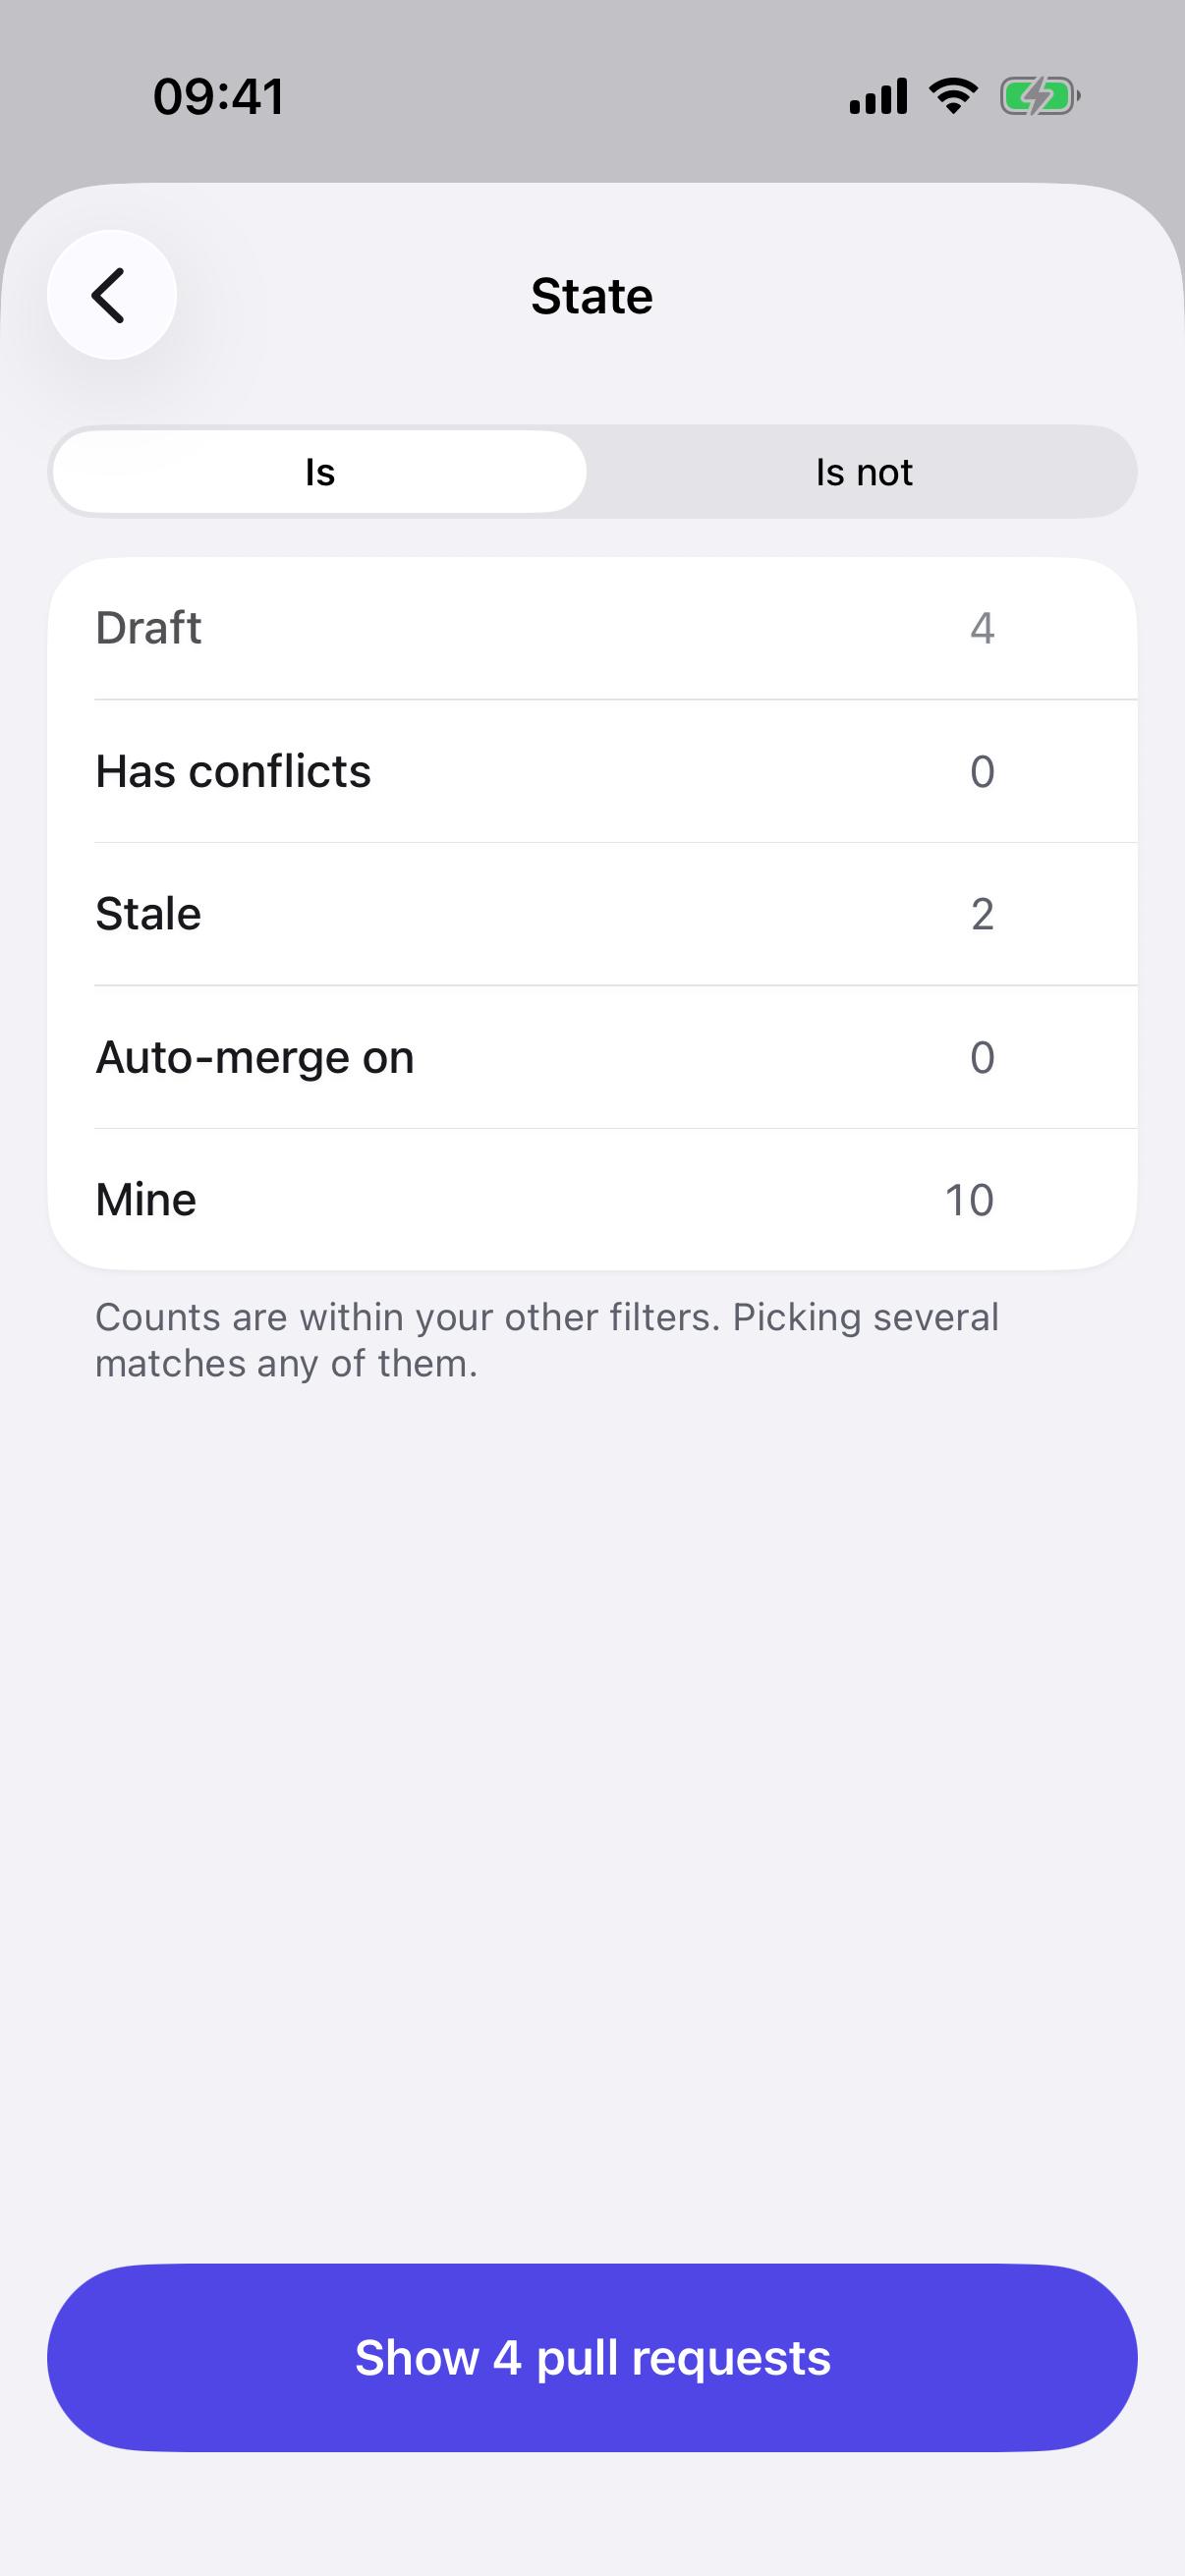 09:41
State
Is
Is not
Draft 4
Has conflicts 0
Stale 2
Auto-merge on 0
Mine 10
Counts are within your other filters. Picking several
matches any of them.
Show 4 pull requests